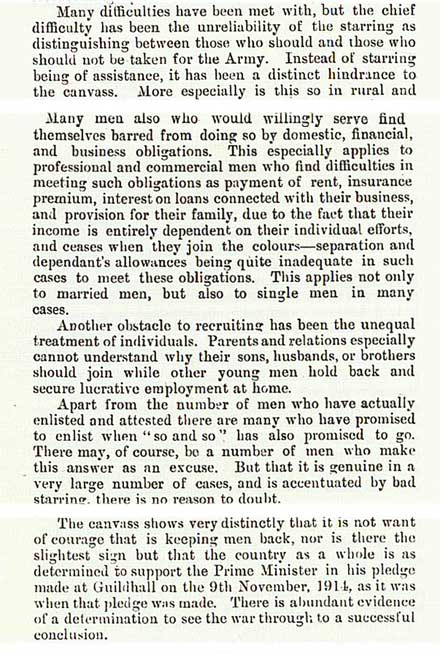 Many difficulties have been met with, but the chief
difficulty has been the unreliability of the starring as
distinguishing between those who should and those who
should not be taken for the Army. Instead of starring
being of assistance, it has been a distinct hindrance to
the canvass. More especially is this so in rural and
Many men also who would willingly serve find
themselves barred from doing so by domestic, financial,
and business obligations. This especially applies to
professional and commercial men who find difficulties in
meeting such obligations as payment of rent, insurance
premium, interest on loans connected with their business,
and provision for their family, due to the fact that their
income is entirely dependent on their individual efforts,
and ceases when they join the colours—separation and
dependant's allowances being quite inadequate in such
cases to meet these obligations. This applies not only
to married men, but also to single men in many
cases.
Another obstacle to recruiting has been the unequal
treatment of individuals. Parents and relations especially
cannot understand why their sons, husbands, or brothers
should join while other young men hold back and
secure lucrative employment at home.
Apart from the number of men who have actually
enlisted and attested there are many who have promised
to enlist when "so and so" has also promised to go.
There may, of course, be a number of men who make
this answer as an excuse. But that it is genuine in a
very large number of cases, and is accentuated by bad
starring, there is no reason to doubt.
The canvass shows very distinctly that it is not want
of courage that is keeping men back, nor is there the
slightest sign but that the country as a whole is as
determined to support the Prime Minister in his pledge
made at Guildhall on the 9th November, 1914, as it was
when that pledge was made. There is abundant evidence
of a determination to see the war through to a successful
conclusion.